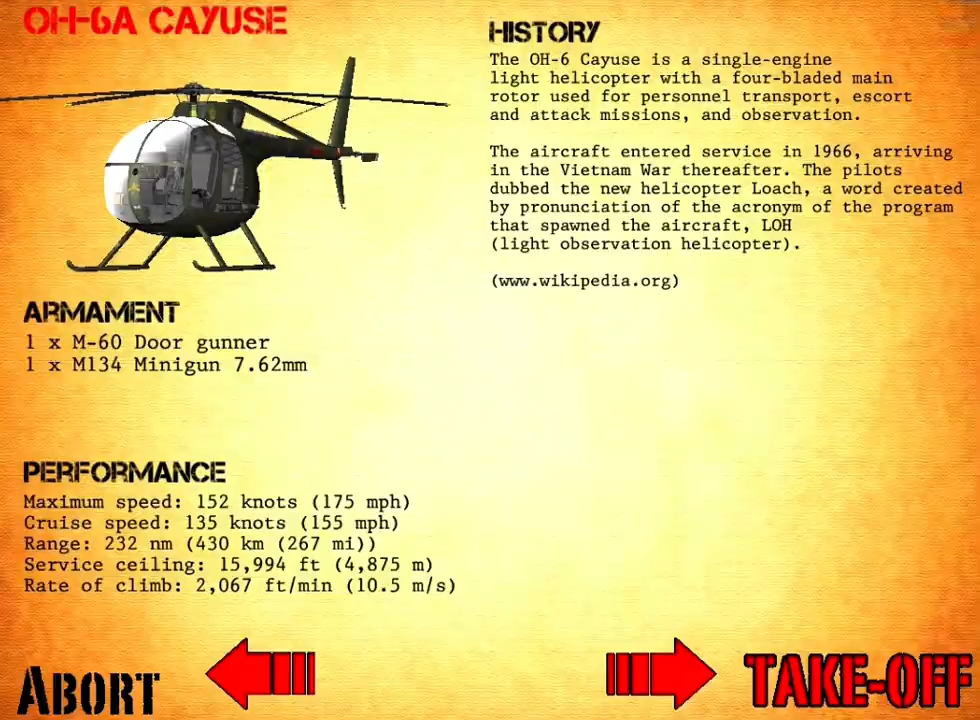 OH-6A CAYUSE
HISTORY
The OH-6 Cayuse is a single-engine
light helicopter with a four-bladed main
rotor used for personnel transport, escort
and attack missions, and observation.
The aircraft entered service in 1966, arriving
in the Vietnam War thereafter. The pilots
dubbed the new helicopter Loach, a word created
by pronunciation of the acronym of the program
that spawned the aircraft, LOH
(light observation helicopter).
(www.wikipedia.org)
ARMAMENT
1 x M-60 Door gunner
1 x M134 Minigun 7.62mm
PERFORMANCE
Maximum speed: 152 knots (175 mph)
Cruise speed: 135 knots (155 mph)
Range: 232 nm (430 km (267 mi))
Service ceiling: 15,994 ft (4,875 m)
Rate of climb: 2,067 ft/min (10.5 m/s)
ABORT
TAKE-OFF